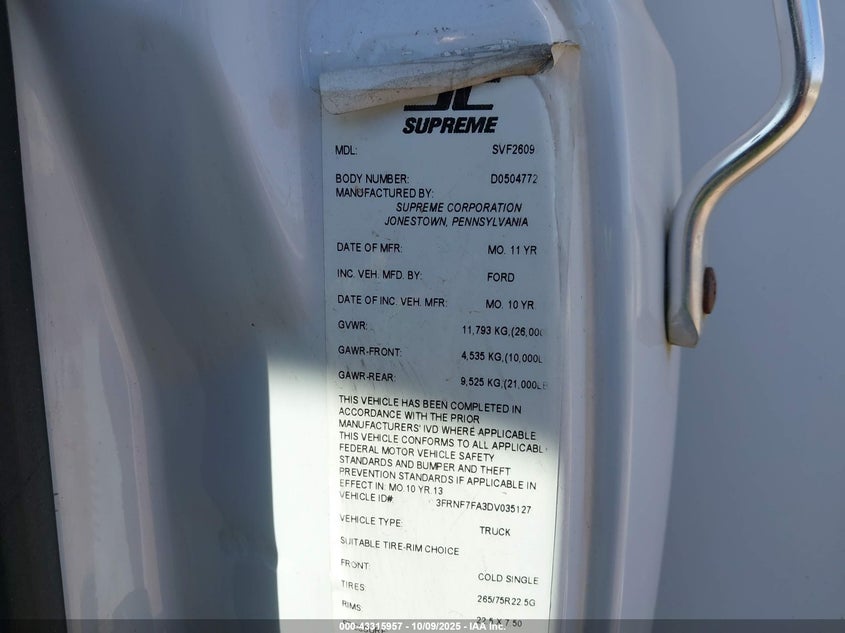 SUPREME
MDL: SVF2609
BODY NUMBER: D0504772
MANUFACTURED BY:
SUPREME CORPORATION
JONESTOWN, PENNSYLVANIA
DATE OF MFR: MO. 11 YR
INC. VEH. MFD. BY: FORD
DATE OF INC. VEH. MFR: MO. 10 YR.
GVWR: 11,793 KG,(26,000
GAWR-FRONT: 4,535 KG,(10,000L
GAWR-REAR: 9,525 KG,(21,000LB
THIS VEHICLE HAS BEEN COMPLETED IN
ACCORDANCE WITH THE PRIOR
MANUFACTURERS' IVD WHERE APPLICABLE.
THIS VEHICLE CONFORMS TO ALL APPLICABL
FEDERAL MOTOR VEHICLE SAFETY
STANDARDS AND BUMPER AND THEFT
PREVENTION STANDARDS IF APPLICABLE IN
EFFECT IN: MO. 10 YR. 13
VEHICLE ID# 3FRNF7FA3DV035127
VEHICLE TYPE: TRUCK
SUITABLE TIRE-RIM CHOICE
FRONT: COLD SINGLE
TIRES: 265/75R22.5G
RIMS: 22.5 X 7.50
000-43315957 - 10/09/2025 - IAA Inc.